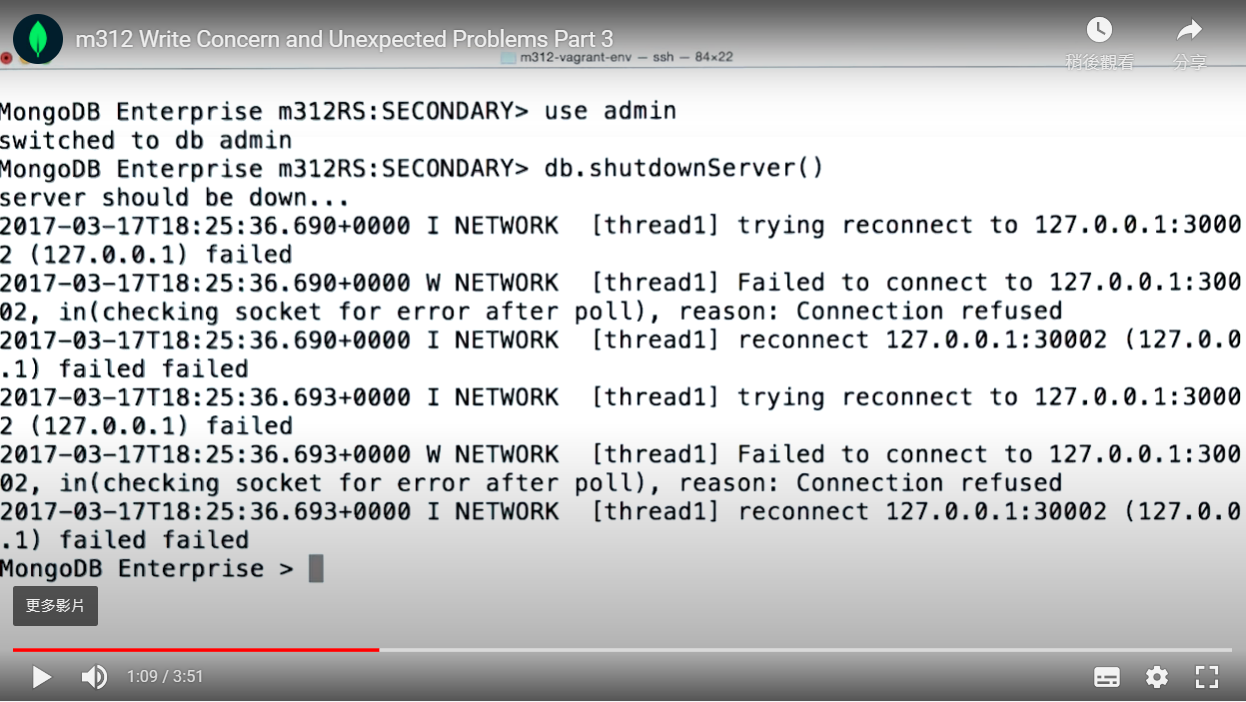 m312 Write Concern and Unexpected Problems Part 3
m312-vagrant-env — ssh — 84×22
稍後觀看
分享
MongoDB Enterprise m312RS:SECONDARY> use admin
switched to db admin
MongoDB Enterprise m312RS:SECONDARY> db.shutdownServer()
server should be down...
2017-03-17T18:25:36.690+0000 I NETWORK  [thread1] trying reconnect to 127.0.0.1:3000
2 (127.0.0.1) failed
2017-03-17T18:25:36.690+0000 W NETWORK  [thread1] Failed to connect to 127.0.0.1:300
02, in(checking socket for error after poll), reason: Connection refused
2017-03-17T18:25:36.690+0000 I NETWORK  [thread1] reconnect 127.0.0.1:30002 (127.0.0
.1) failed failed
2017-03-17T18:25:36.693+0000 I NETWORK  [thread1] trying reconnect to 127.0.0.1:3000
2 (127.0.0.1) failed
2017-03-17T18:25:36.693+0000 W NETWORK  [thread1] Failed to connect to 127.0.0.1:300
02, in(checking socket for error after poll), reason: Connection refused
2017-03-17T18:25:36.693+0000 I NETWORK  [thread1] reconnect 127.0.0.1:30002 (127.0.0
.1) failed failed
MongoDB Enterprise >
更多影片
1:09 / 3:51